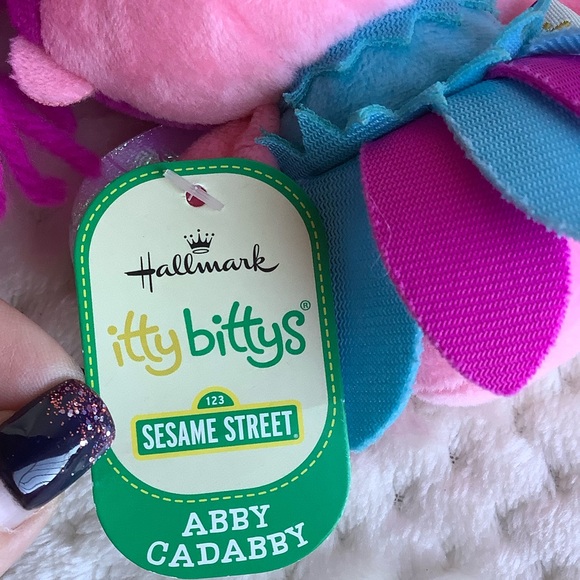 Hallmark
itty bittys®
123
SESAME STREET
ABBY
CADABBY